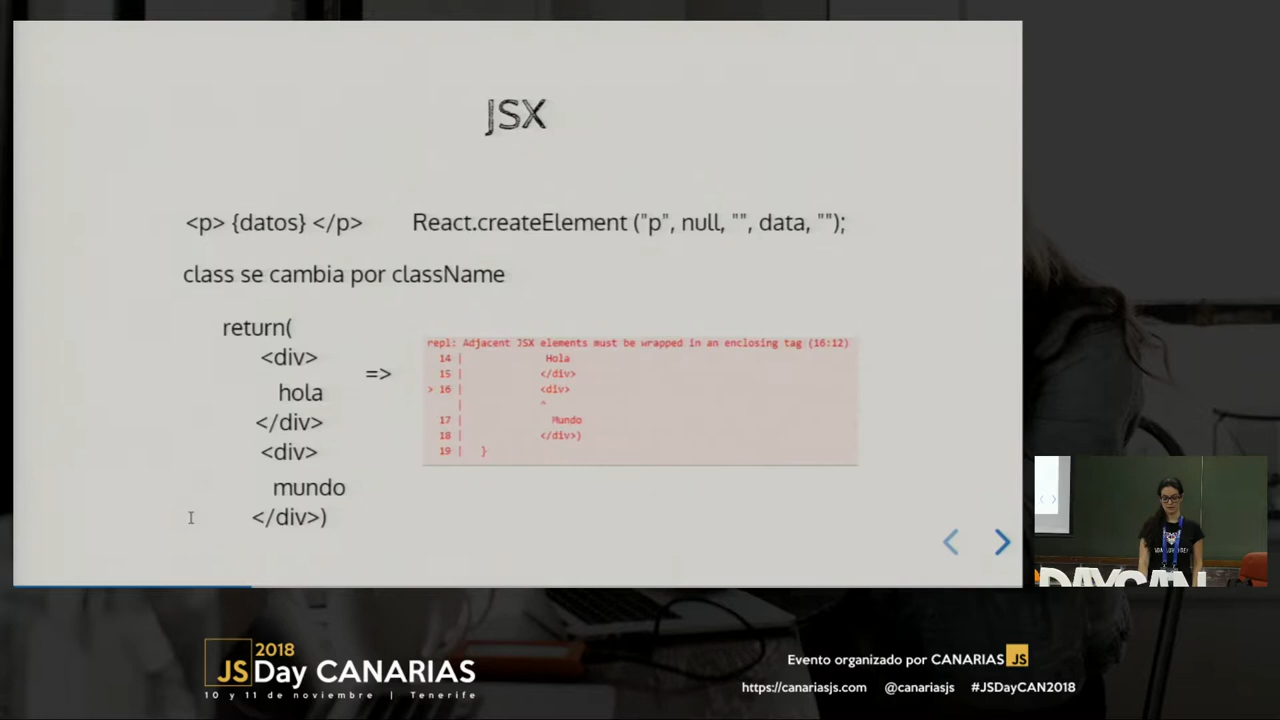 JSX
<p> {datos} </p> React.createElement ("p", null, "", data, "");
class se cambia por className
return(
<div>
hola
</div>
<div>
mundo
</div>)
=>
repl: Adjacent JSX elements must be wrapped in an enclosing tag (16:12)
14 | Hola
15 | </div>
> 16 | <div>
| ^
17 | Mundo
18 | </div>)
19 | }
DAYCAN
2018
JSDay CANARIAS
10 y 11 de noviembre | Tenerife
Evento organizado por CANARIAS JS
https://canariasjs.com @canariasjs #JSDayCAN2018